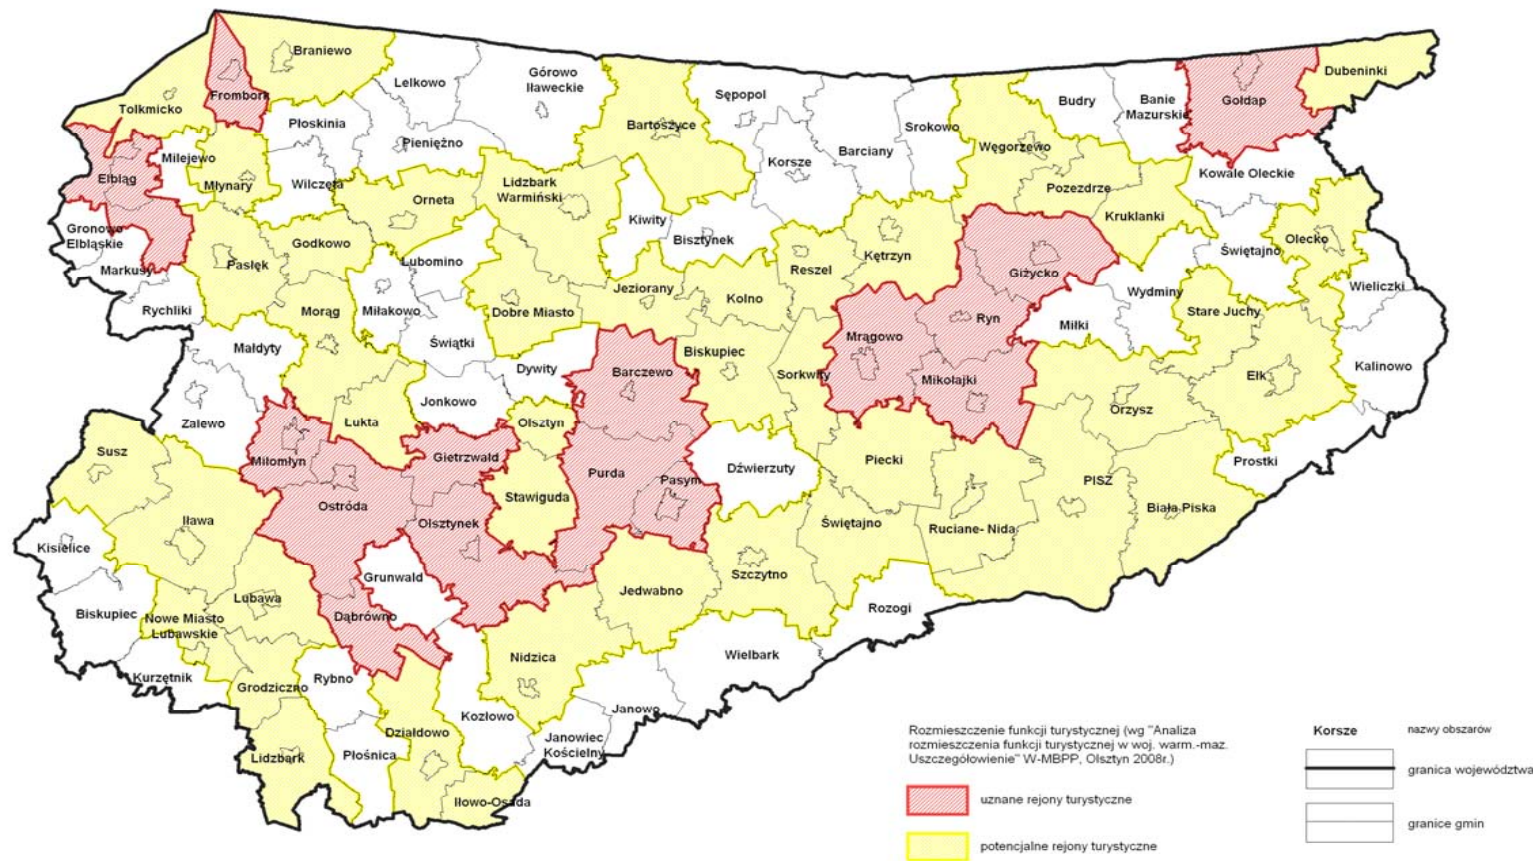 Braniewo
Dubeninki
Lelkowo
Górowo
Iławeckie
Frombork
Tolkmicko
Sępopol
Budry
Banie
Mazurskie
Gołdap
Płoskinia
Bartoszyce
Srokowo
Pieniężno
Korsze
Barciany
Węgorzewo
Milejewo
Elbląg
Młynary
Wilczęta
Lidzbark
Warmiński
Pozezdrze
Kowale Oleckie
Orneta
Kiwity
Kruklanki
Gronowo
Elbląskie
Godkowo
Bisztynek
Olecko
Świętajno
Pasłęk
Lubomino
Kętrzyn
Markusy
Reszel
Giżycko
Jeziorany
Kolno
Wydminy
Wieliczki
Rychliki
Morąg
Miłakowo
Dobre Miasto
Ryn
Miłki
Stare Juchy
Świątki
Mrągowo
Małdyty
Biskupiec
Dywity
Barczewo
Sorkwity
Mikołajki
Ełk
Kalinowo
Jonkowo
Orzysz
Zalewo
Łukta
Olsztyn
Susz
Miłomłyn
Gietrzwałd
Piecki
Prostki
Purda
Dźwierzuty
Pasym
PISZ
Stawiguda
Ostróda
Biała Piska
Iława
Olsztynek
Świętajno
Ruciane- Nida
Kisielice
Grunwald
Szczytno
Jedwabno
Lubawa
Rozogi
Biskupiec
Nowe Miasto
Lubawskie
Dąbrówno
Wielbark
Nidzica
Kurzętnik
Rybno
Grodziczno
Janowo
Kozłowo
Działdowo
Janowiec
Kościelny
Lidzbark
Płośnica
Iłowo-Osada
Rozmieszczenie funkcji turystycznej (wg "Analiza
rozmieszczenia funkcji turystycznej w woj. warm.-maz.
Uszczegółowienie" W-MBPP, Olsztyn 2008r.)
uznane rejony turystyczne
potencjalne rejony turystyczne
Korsze nazwy obszarów
granica województwa
granice gmin